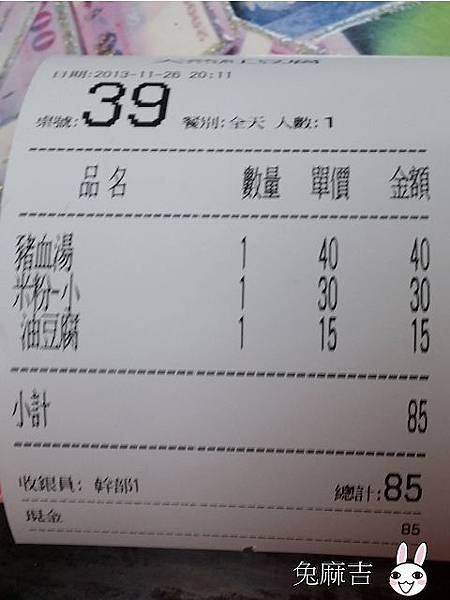 日期:2013-11-26 20:11
桌號:39 餐別:全天 人數:1
品名 數量 單價 金額
豬血湯 1 40 40
米粉-小 1 30 30
油豆腐 1 15 15
小計 85
收銀員: 幹部1 總計:85
現金 85
兔麻吉